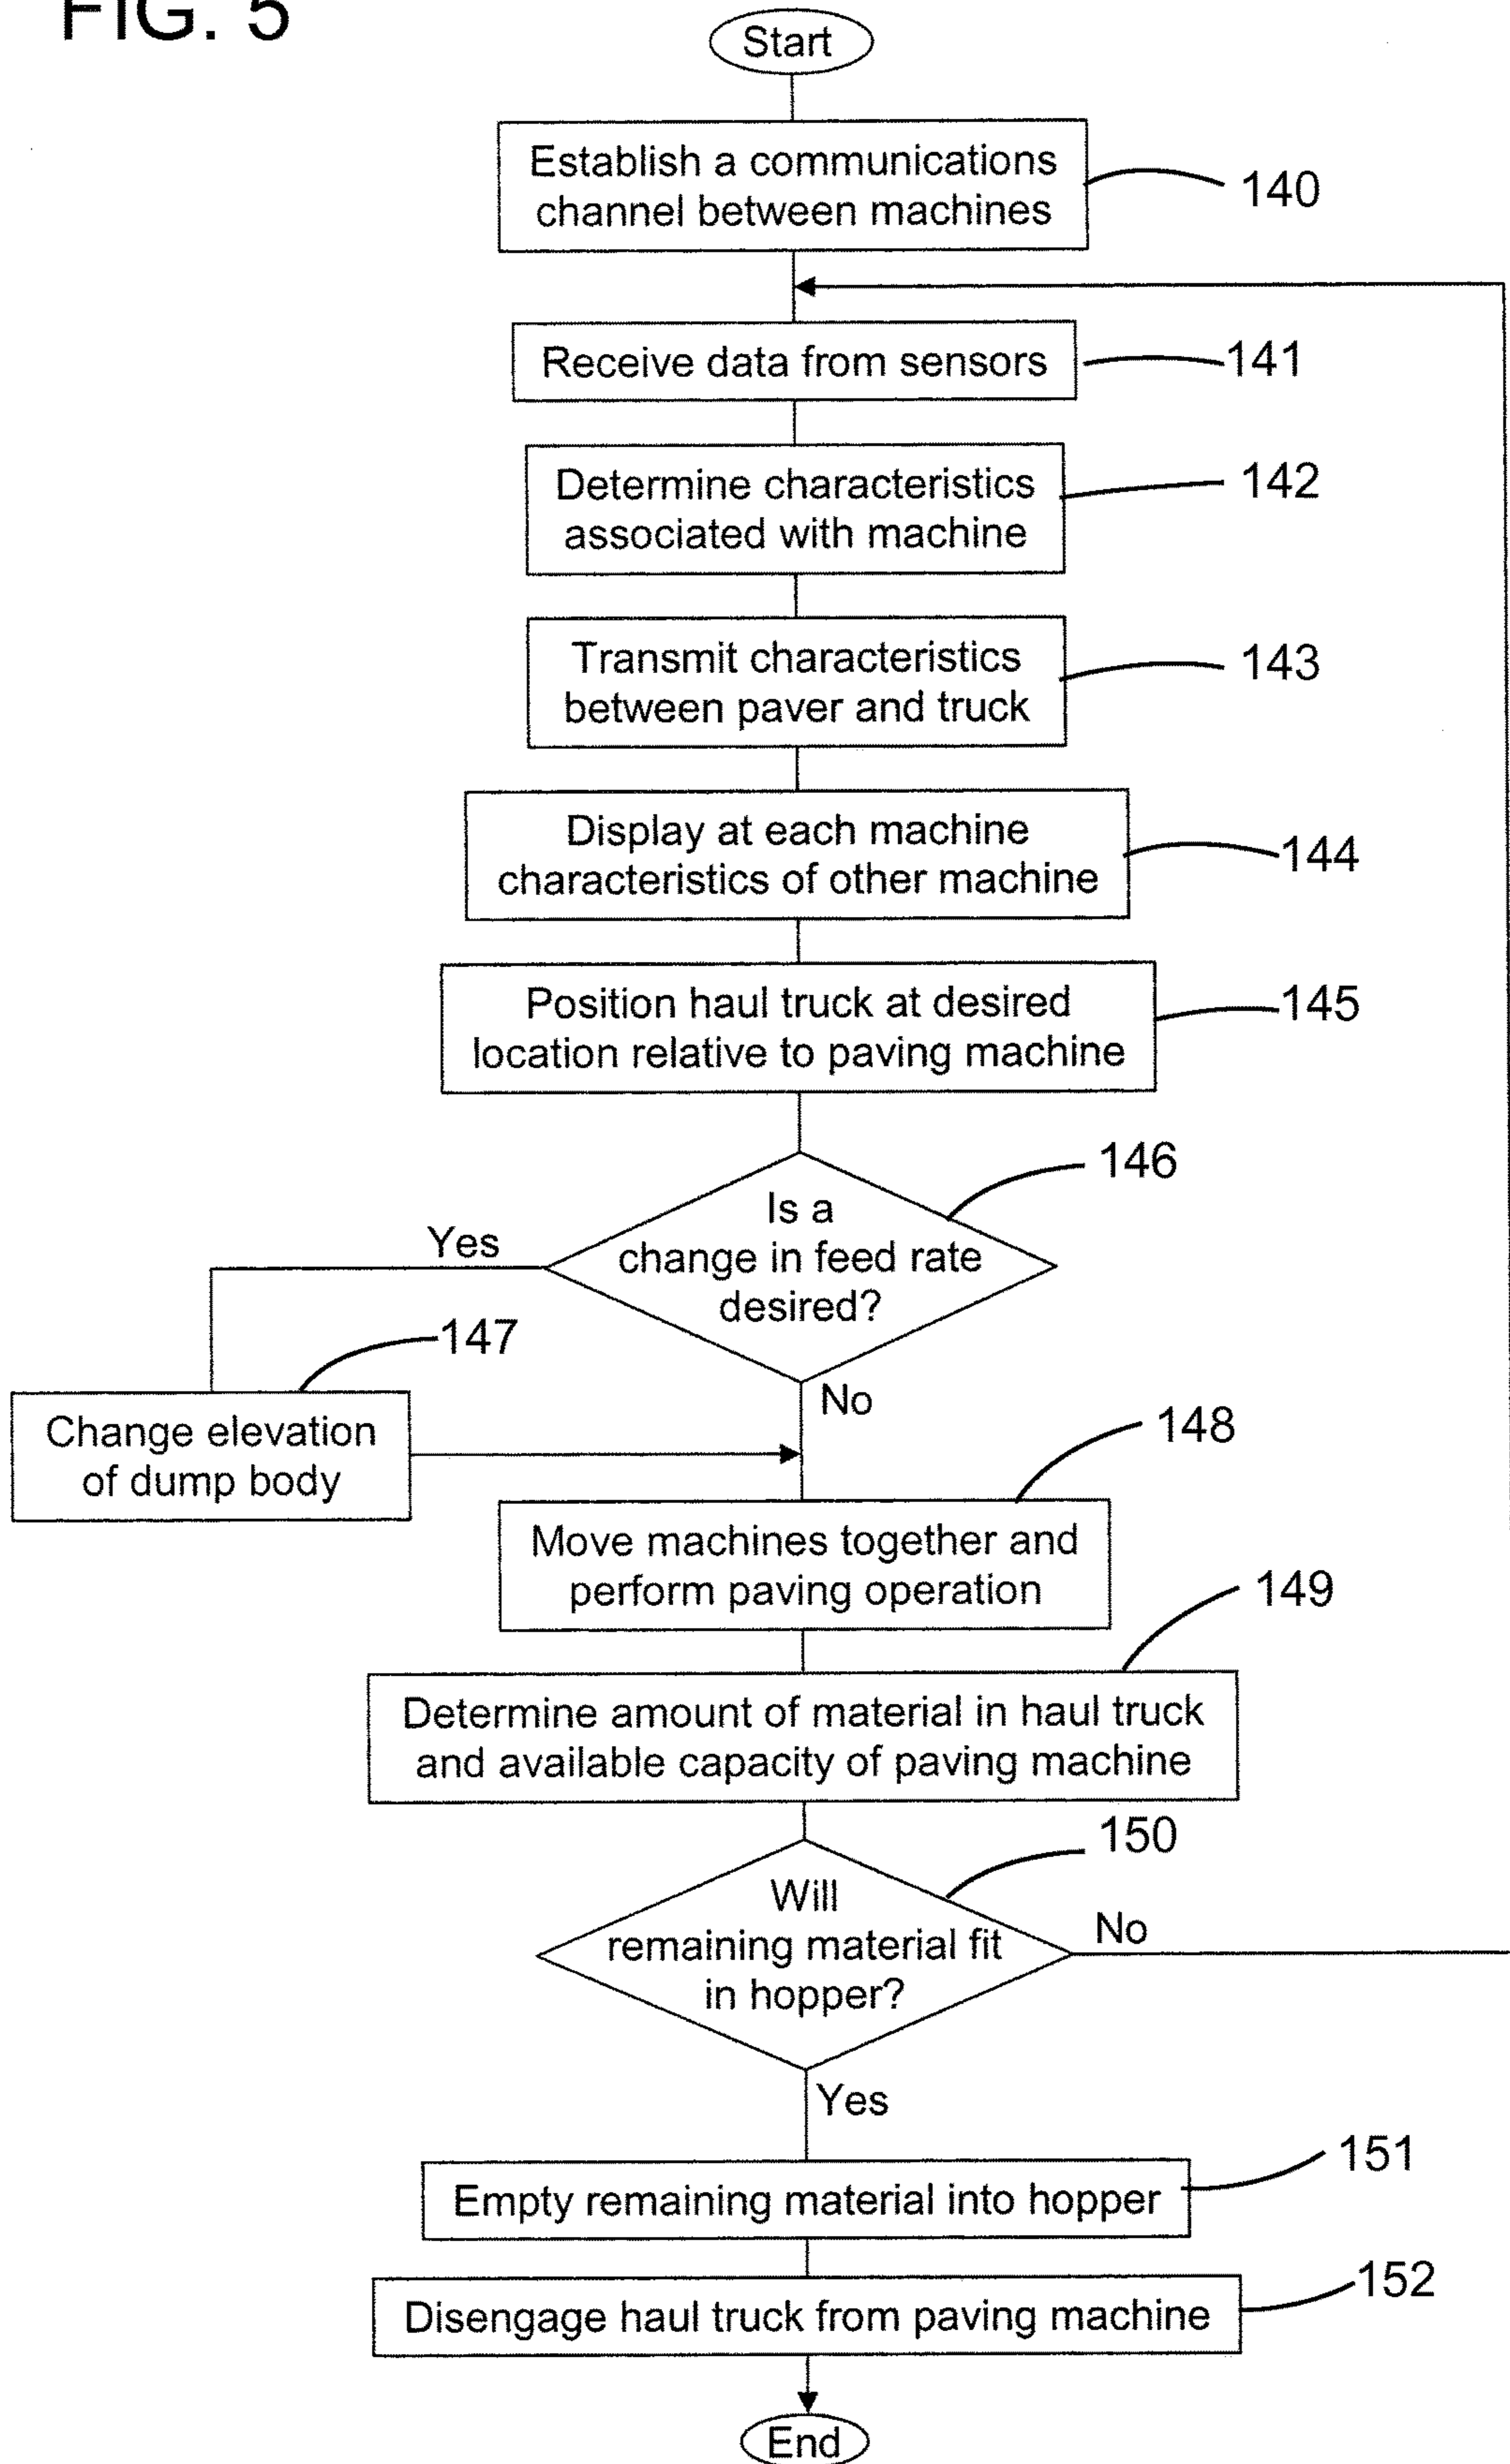 FIG. 5
Start
Establish a communications
channel between machines
140
Receive data from sensors
141
Determine characteristics
associated with machine
142
Transmit characteristics
between paver and truck
143
Display at each machine
characteristics of other machine
144
Position haul truck at desired
location relative to paving machine
145
Is a
change in feed rate
desired?
146
Yes
No
Change elevation
of dump body
147
Move machines together and
perform paving operation
148
Determine amount of material in haul truck
and available capacity of paving machine
149
Will
remaining material fit
in hopper?
150
No
Yes
Empty remaining material into hopper
151
Disengage haul truck from paving machine
152
End